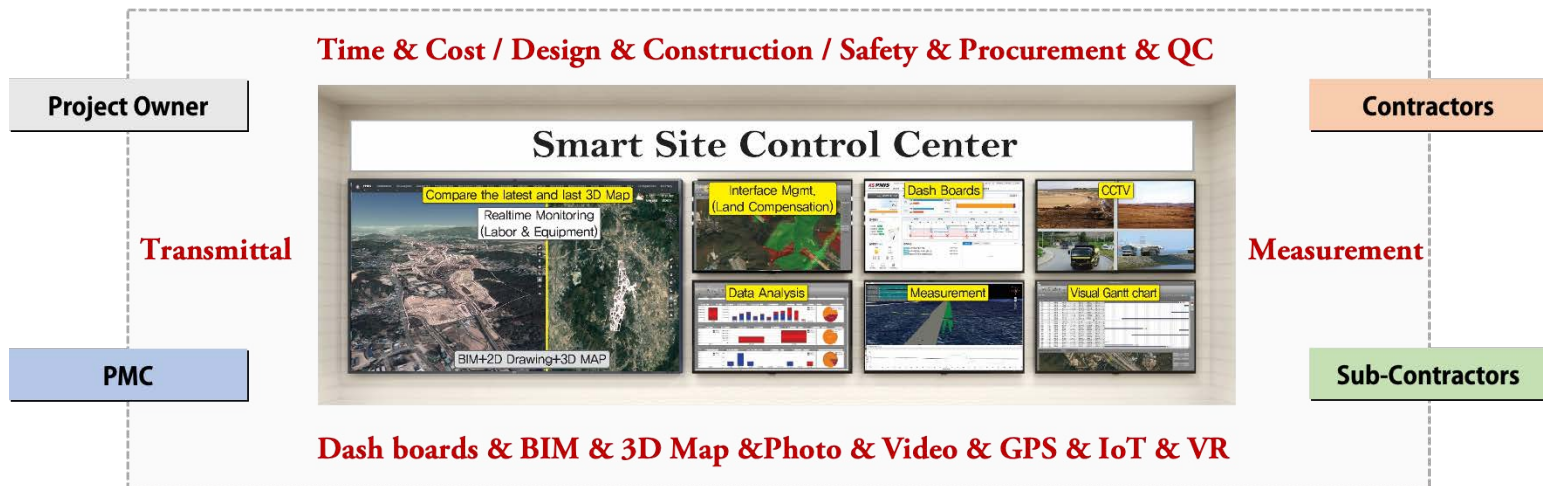 Time & Cost / Design & Construction / Safety & Procurement & QC
Project Owner
Contractors
Smart Site Control Center
Compare the latest and last 3D Map
Realtime Monitoring
(Labor & Equipment)
Interface Mgmt,
(Land Compensation)
PMIS
Dash Boards
CCTV
Transmittal
Measurement
Data Analysis
Measurement
Visual Gantt chart
BIM+2D Drawing+3D MAP
PMC
Sub-Contractors
Dash boards & BIM & 3D Map &Photo & Video & GPS & IoT & VR